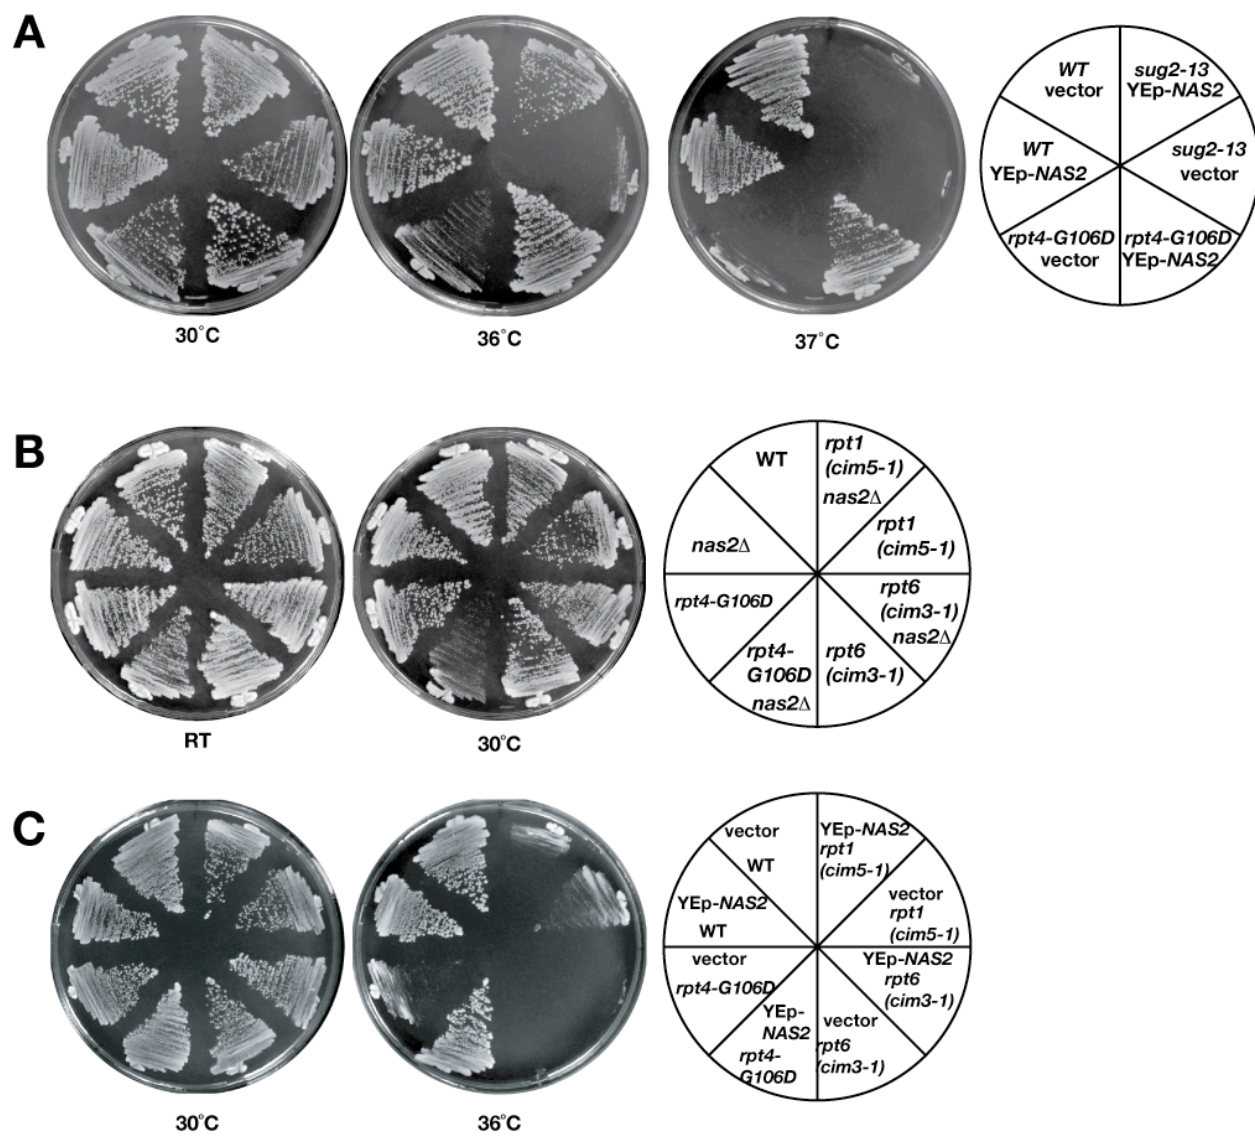 A
WT
vector
sug2-13
YEp-NAS2
WT
YEp-NAS2
sug2-13
vector
rpt4-G106D
vector
rpt4-G106D
YEp-NAS2
30°C
36°C
37°C
B
WT
rpt1
(cim5-1)
nas2Δ
rpt1
(cim5-1)
nas2Δ
rpt6
(cim3-1)
nas2Δ
rpt4-G106D
rpt4-
G106D
nas2Δ
rpt6
(cim3-1)
RT
30°C
C
vector
WT
YEp-NAS2
rpt1
(cim5-1)
YEp-NAS2
WT
vector
rpt1
(cim5-1)
vector
rpt4-G106D
YEp-NAS2
rpt6
(cim3-1)
YEp-
NAS2
rpt4-
G106D
vector
rpt6
(cim3-1)
30°C
36°C